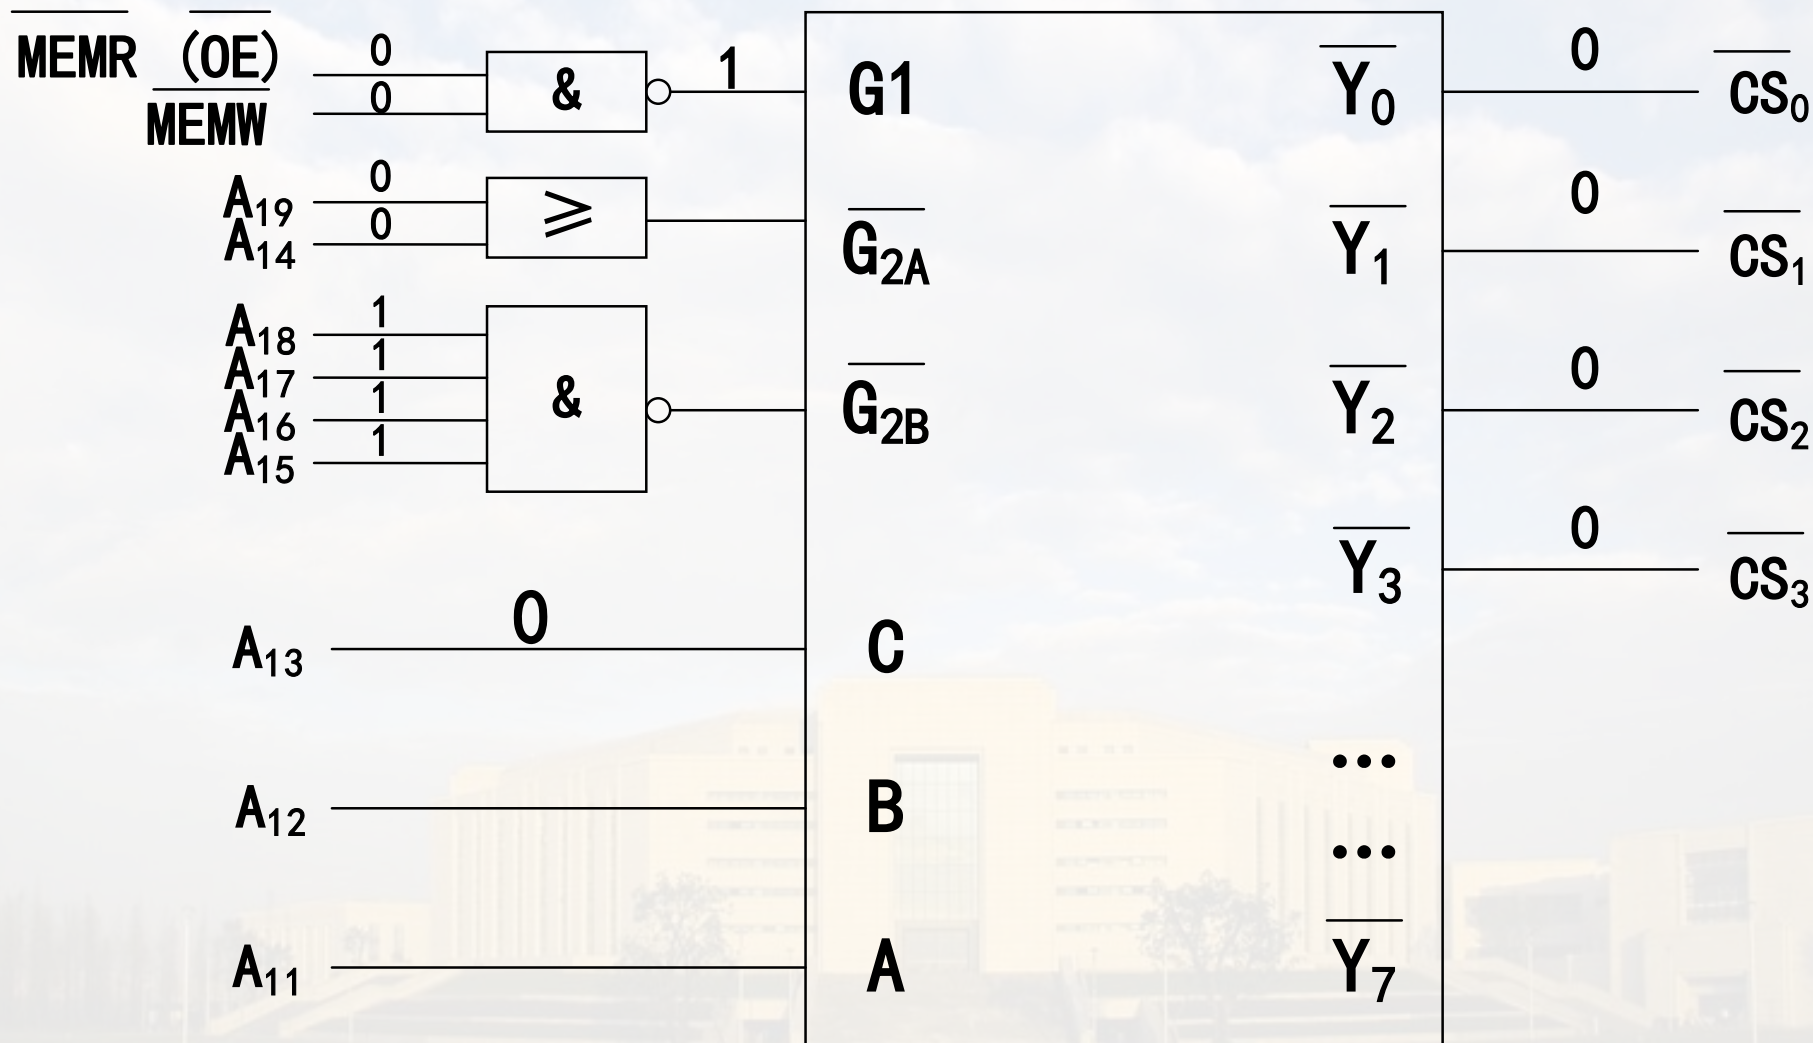 MEMR (OE) 0 & 1 G1 Y0 0 CS0
MEMW 0
A19 0 ≥ G2A Y1 0 CS1
A14 0
A18 1 & G2B Y2 0 CS2
A17 1
A16 1
A15 1
Y3 0 CS3
A13 0 C
...
A12 B
...
A11 A Y7